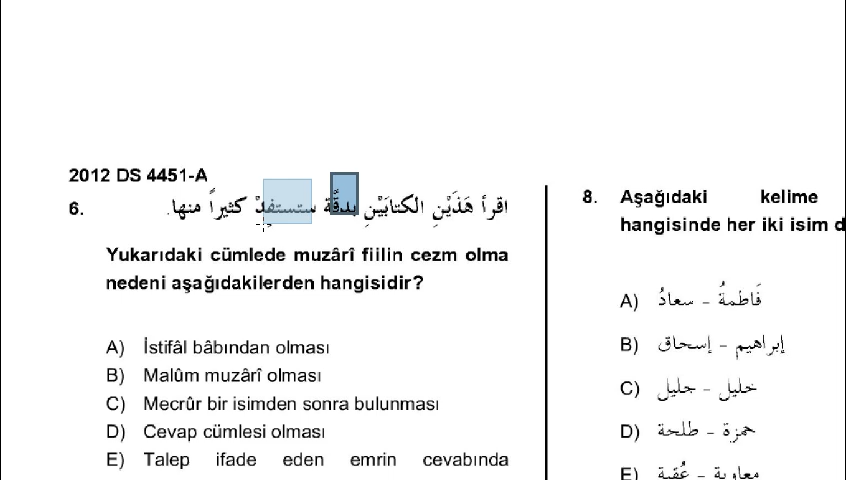 2012 DS 4451-A
6. اقرأ هَذَيْنِ الكتابَيْنِ بدقَّة ستستفِدْ كثيراً منها.
Yukarıdaki cümlede muzârî fiilin cezm olma
nedeni aşağıdakilerden hangisidir?
A) İstifâl bâbından olması
B) Malûm muzârî olması
C) Mecrûr bir isimden sonra bulunması
D) Cevap cümlesi olması
E) Talep ifade eden emrin cevabında
8. Aşağıdaki kelime
hangisinde her iki isim d
A) فَاطمةُ - سعادُ
B) إبراهيم - إسحاق
C) خليل - جليل
D) حمزة - طلحة
E) معاوية - عُقبة